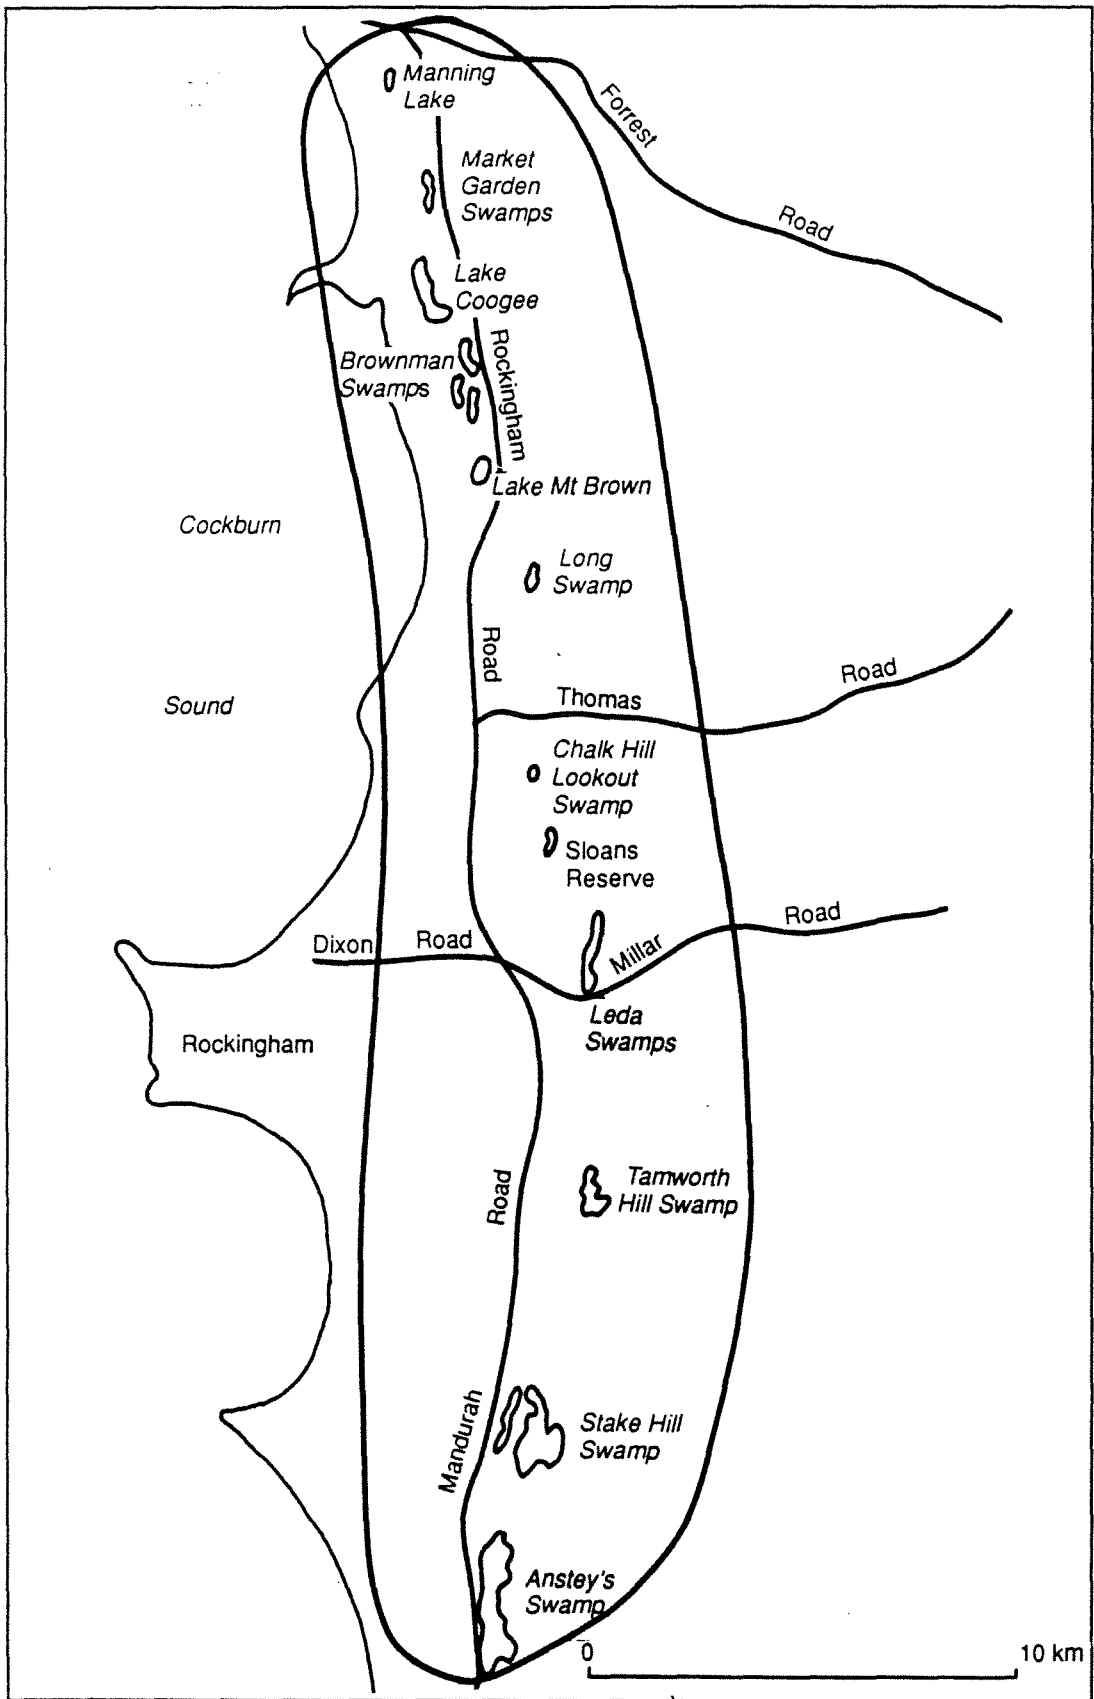 Manning
Lake
Forrest
Road
Market
Garden
Swamps
Lake
Coogee
Rockingham
Brownman
Swamps
Lake Mt Brown
Cockburn
Long
Swamp
Road
Sound
Thomas
Road
Chalk Hill
Lookout
Swamp
Sloans
Reserve
Dixon
Road
Millar
Road
Leda
Swamps
Rockingham
Tamworth
Hill Swamp
Road
Mandurah
Stake Hill
Swamp
Anstey's
Swamp
0
10 km